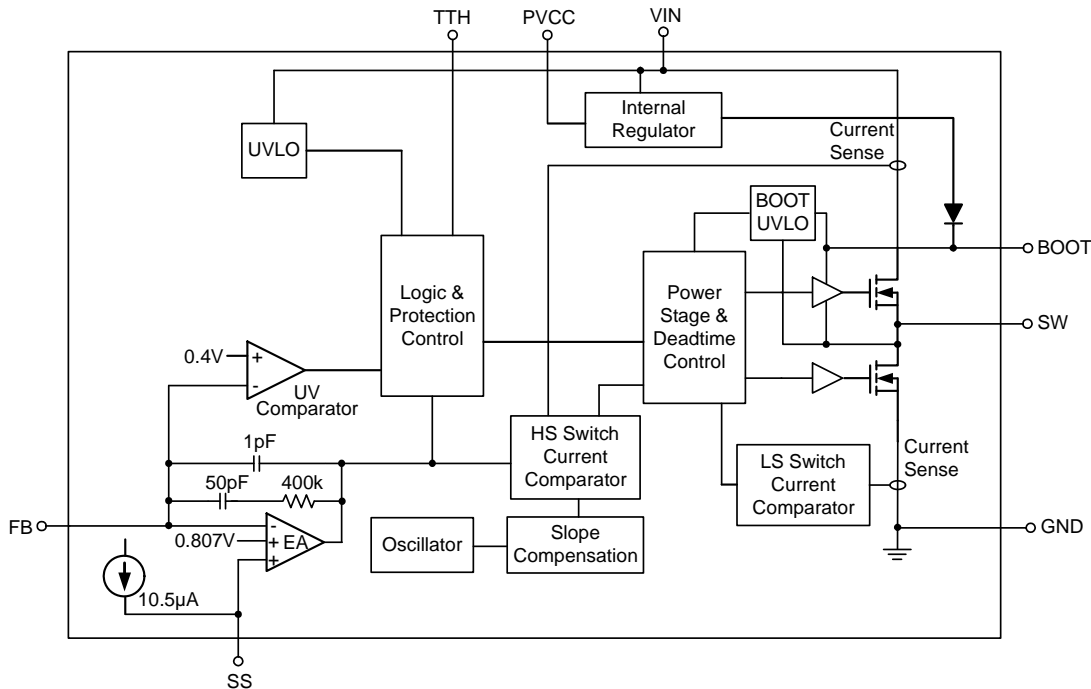 TTH
PVCC
VIN
Internal
Regulator
Current
Sense
UVLO
BOOT
UVLO
BOOT
Logic &
Protection
Control
Power
Stage &
Deadtime
Control
SW
0.4V
+
-
UV
Comparator
1pF
HS Switch
Current
Comparator
LS Switch
Current
Comparator
Current
Sense
50pF
400k
FB
-
0.807V
+
EA
+
Oscillator
Slope
Compensation
GND
10.5µA
SS